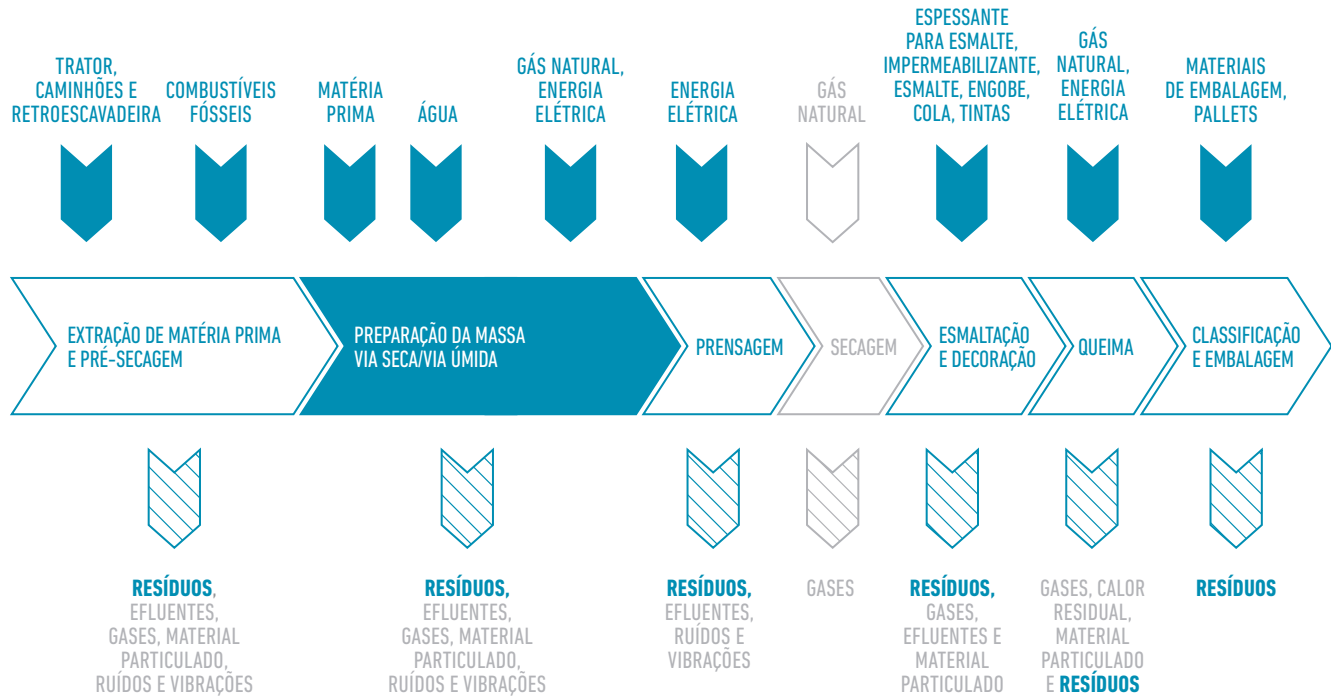 TRATOR,
CAMINHÕES E
RETROESCAVADEIRA
COMBUSTÍVEIS
FÓSSEIS
MATÉRIA
PRIMA
ÁGUA
GÁS NATURAL,
ENERGIA
ELÉTRICA
ENERGIA
ELÉTRICA
GÁS
NATURAL
ESPESSANTE
PARA ESMALTE,
IMPERMEABILIZANTE,
ESMALTE, ENGOBE,
COLA, TINTAS
GÁS
NATURAL,
ENERGIA
ELÉTRICA
MATERIAIS
DE EMBALAGEM,
PALLETS
EXTRAÇÃO DE MATÉRIA PRIMA
E PRÉ-SECAGEM
PREPARAÇÃO DA MASSA
VIA SECA/VIA ÚMIDA
PRENSAGEM
SECAGEM
ESMALTAÇÃO
E DECORAÇÃO
QUEIMA
CLASSIFICAÇÃO
E EMBALAGEM
RESÍDUOS,
EFLUENTES,
GASES, MATERIAL
PARTICULADO,
RUÍDOS E VIBRAÇÕES
RESÍDUOS,
EFLUENTES,
GASES, MATERIAL
PARTICULADO,
RUÍDOS E VIBRAÇÕES
RESÍDUOS,
EFLUENTES,
RUÍDOS E
VIBRAÇÕES
GASES
RESÍDUOS,
GASES,
EFLUENTES E
MATERIAL
PARTICULADO
GASES, CALOR
RESIDUAL,
MATERIAL
PARTICULADO
E RESÍDUOS
RESÍDUOS